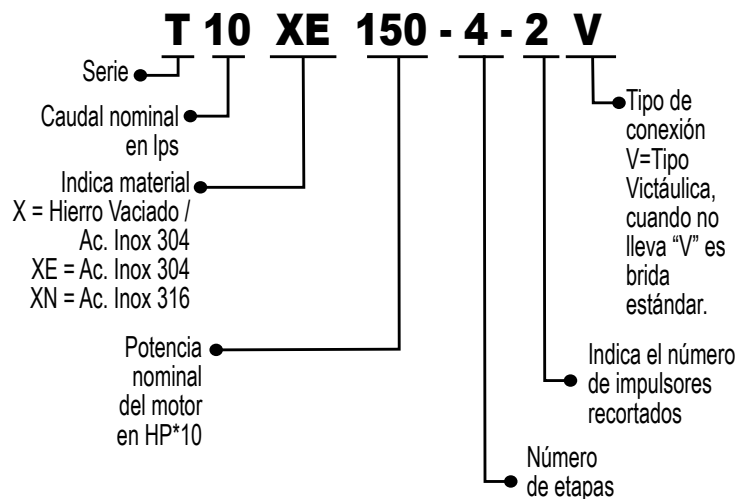 T 10 XE 150 - 4 - 2 V
Serie
Caudal nominal
en lps
Indica material
X = Hierro Vaciado /
Ac. Inox 304
XE = Ac. Inox 304
XN = Ac. Inox 316
Potencia
nominal
del motor
en HP*10
Tipo de
conexión
V=Tipo
Victáulica,
cuando no
lleva “V” es
brida
estándar.
Indica el número
de impulsores
recortados
Número
de etapas